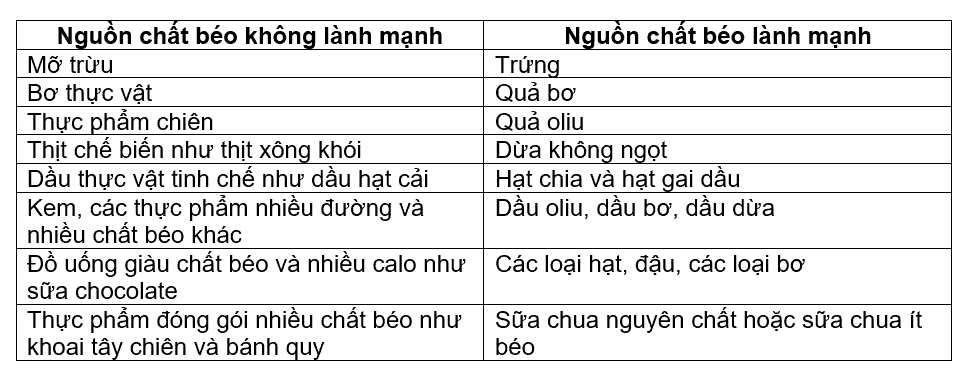 Nguồn chất béo không lành mạnh
Nguồn chất béo lành mạnh
Mỡ trừu
Trứng
Bơ thực vật
Quả bơ
Thực phẩm chiên
Quả oliu
Thịt chế biến như thịt xông khói
Dừa không ngọt
Dầu thực vật tinh chế như dầu hạt cải
Hạt chia và hạt gai dầu
Kem, các thực phẩm nhiều đường và
nhiều chất béo khác
Dầu oliu, dầu bơ, dầu dừa
Đồ uống giàu chất béo và nhiều calo như
sữa chocolate
Các loại hạt, đậu, các loại bơ
Thực phẩm đóng gói nhiều chất béo như
khoai tây chiên và bánh quy
Sữa chua nguyên chất hoặc sữa chua ít
béo